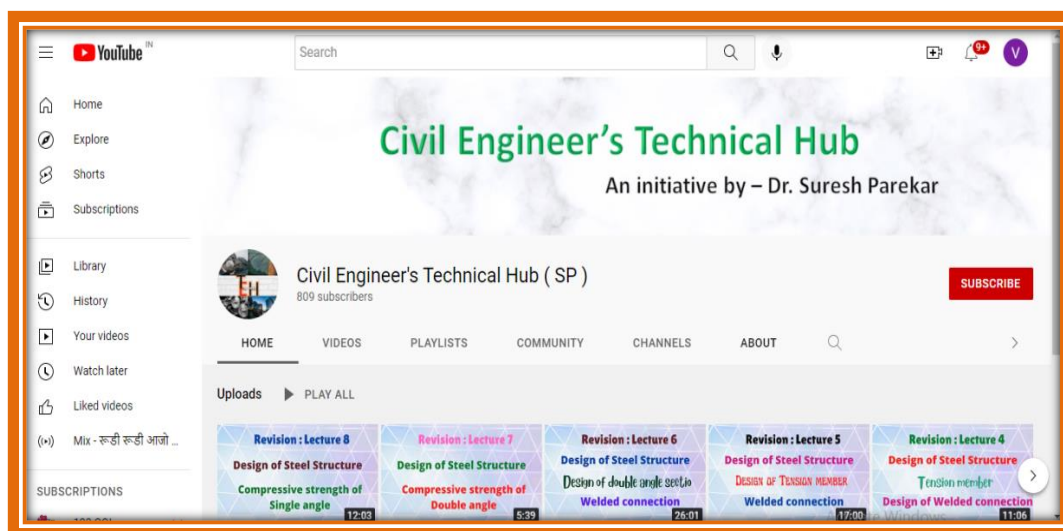 YouTube IN
Search
9+
V
Home
Explore
Shorts
Subscriptions
Library
History
Your videos
Watch later
Liked videos
Mix - रूडी रूडी आजो ...
SUBSCRIPTIONS
Civil Engineer's Technical Hub
An initiative by – Dr. Suresh Parekar
TEH
Civil Engineer's Technical Hub ( SP )
809 subscribers
SUBSCRIBE
HOME VIDEOS PLAYLISTS COMMUNITY CHANNELS ABOUT
Uploads PLAY ALL
Revision : Lecture 8
Design of Steel Structure
Compressive strength of
Single angle
12:03
Revision : Lecture 7
Design of Steel Structure
Compressive strength of
Double angle
5:39
Revision : Lecture 6
Design of Steel Structure
Design of double angle sectio
Welded connection
26:01
Revision : Lecture 5
Design of Steel Structure
DESIGN OF TENSION MEMBER
Welded connection
17:00
Revision : Lecture 4
Design of Steel Structure
Tension member
Design of Welded connection
11:06
Windows